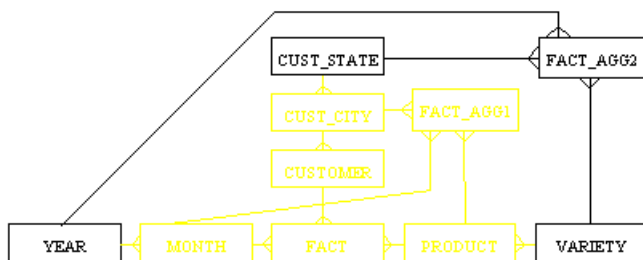 CUST_STATE
FACT_AGG2
CUST_CITY
FACT_AGG1
CUSTOMER
YEAR
MONTH
FACT
PRODUCT
VARIETY